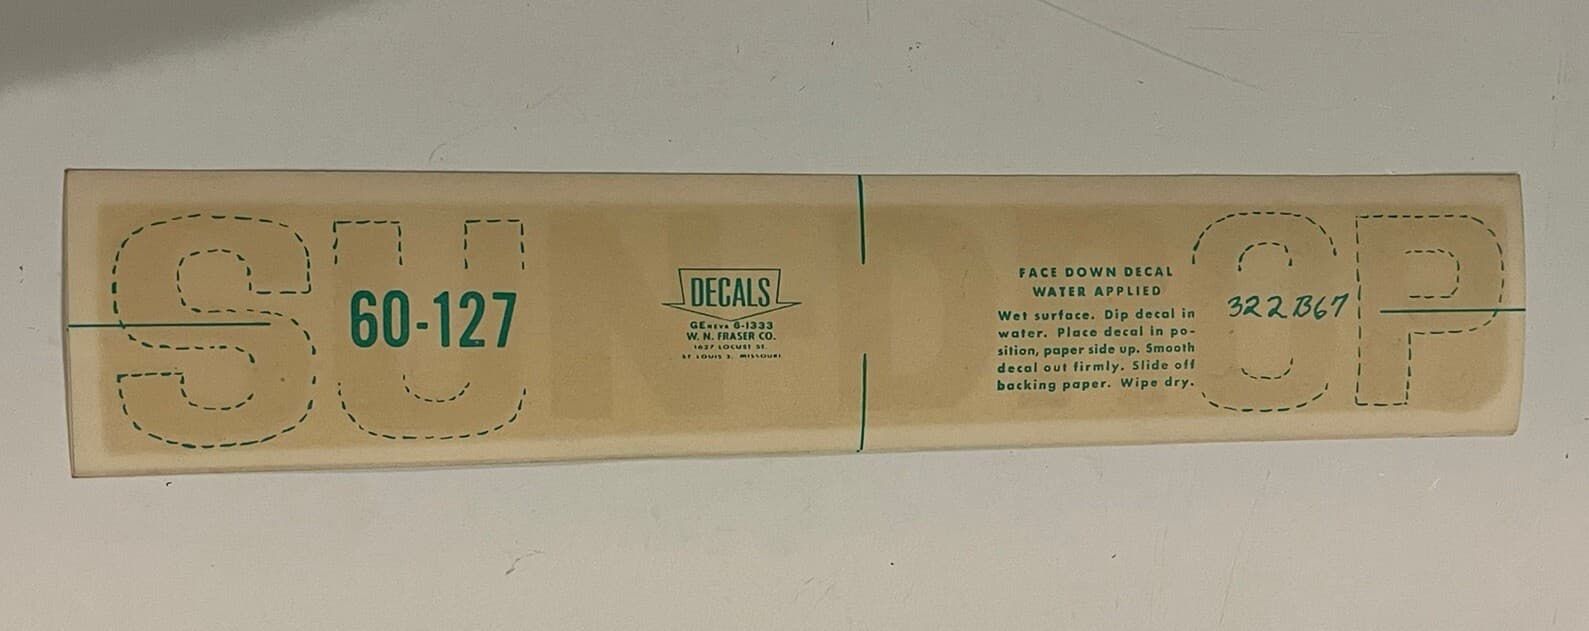 SUN DROP
60-127
DECALS
GENEVA 6-1333
W. N. FRASER CO.
1627 LOCUST ST.
ST LOUIS 3, MISSOURI
FACE DOWN DECAL
WATER APPLIED
Wet surface. Dip decal in
water. Place decal in po-
sition, paper side up. Smooth
decal out firmly. Slide off
backing paper. Wipe dry.
322B67